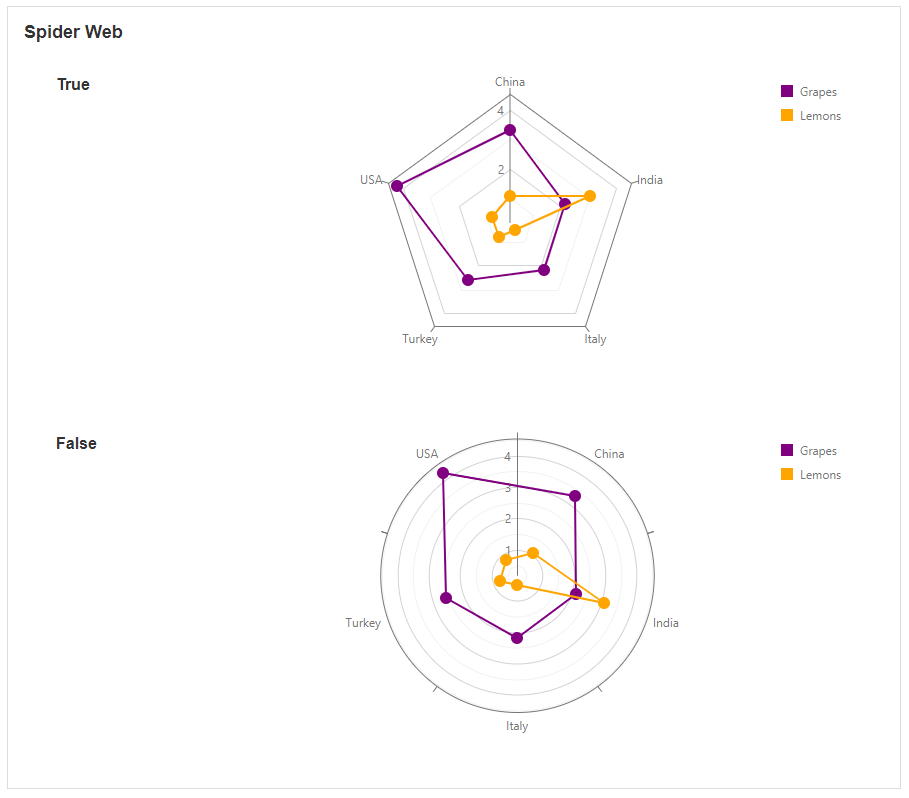 Spider Web
True
China
Grapes
4
Lemons
2
USA
India
Turkey
Italy
False
USA
China
Grapes
4
Lemons
3
2
1
Turkey
India
Italy